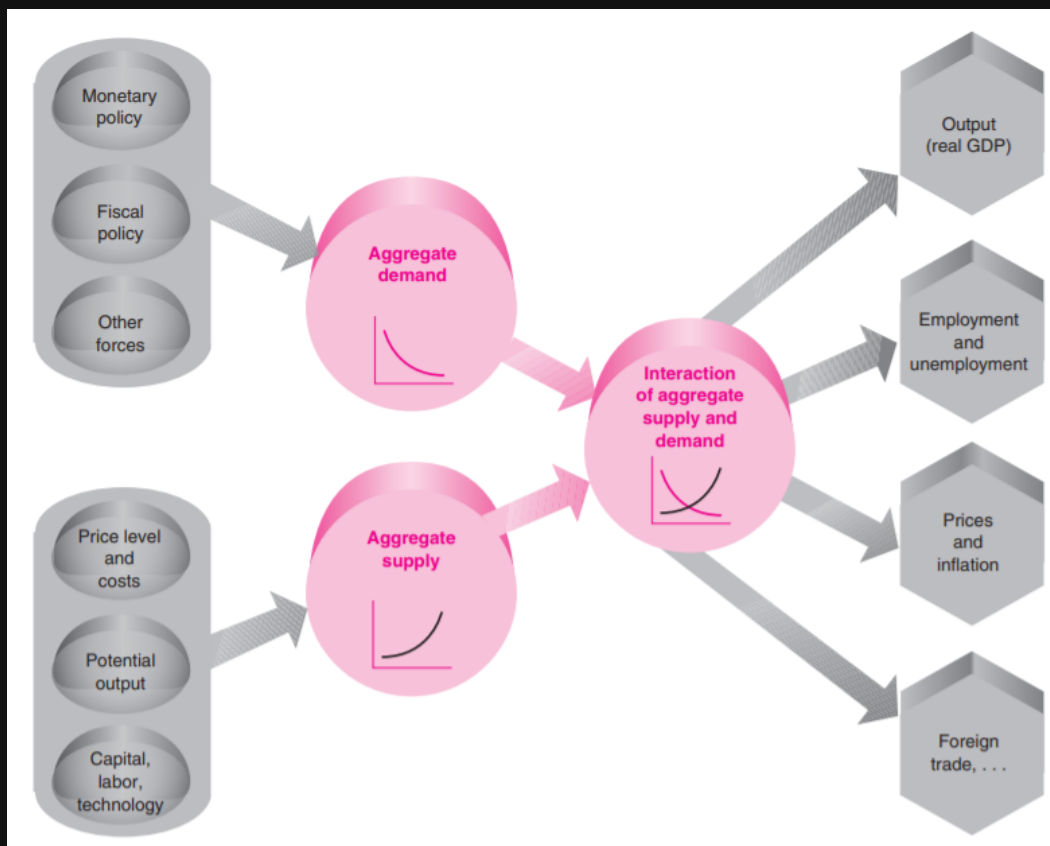 Monetary
policy
Fiscal
policy
Other
forces
Aggregate
demand
Price level
and
costs
Potential
output
Capital,
labor,
technology
Aggregate
supply
Interaction
of aggregate
supply and
demand
Output
(real GDP)
Employment
and
unemployment
Prices
and
inflation
Foreign
trade, . . .